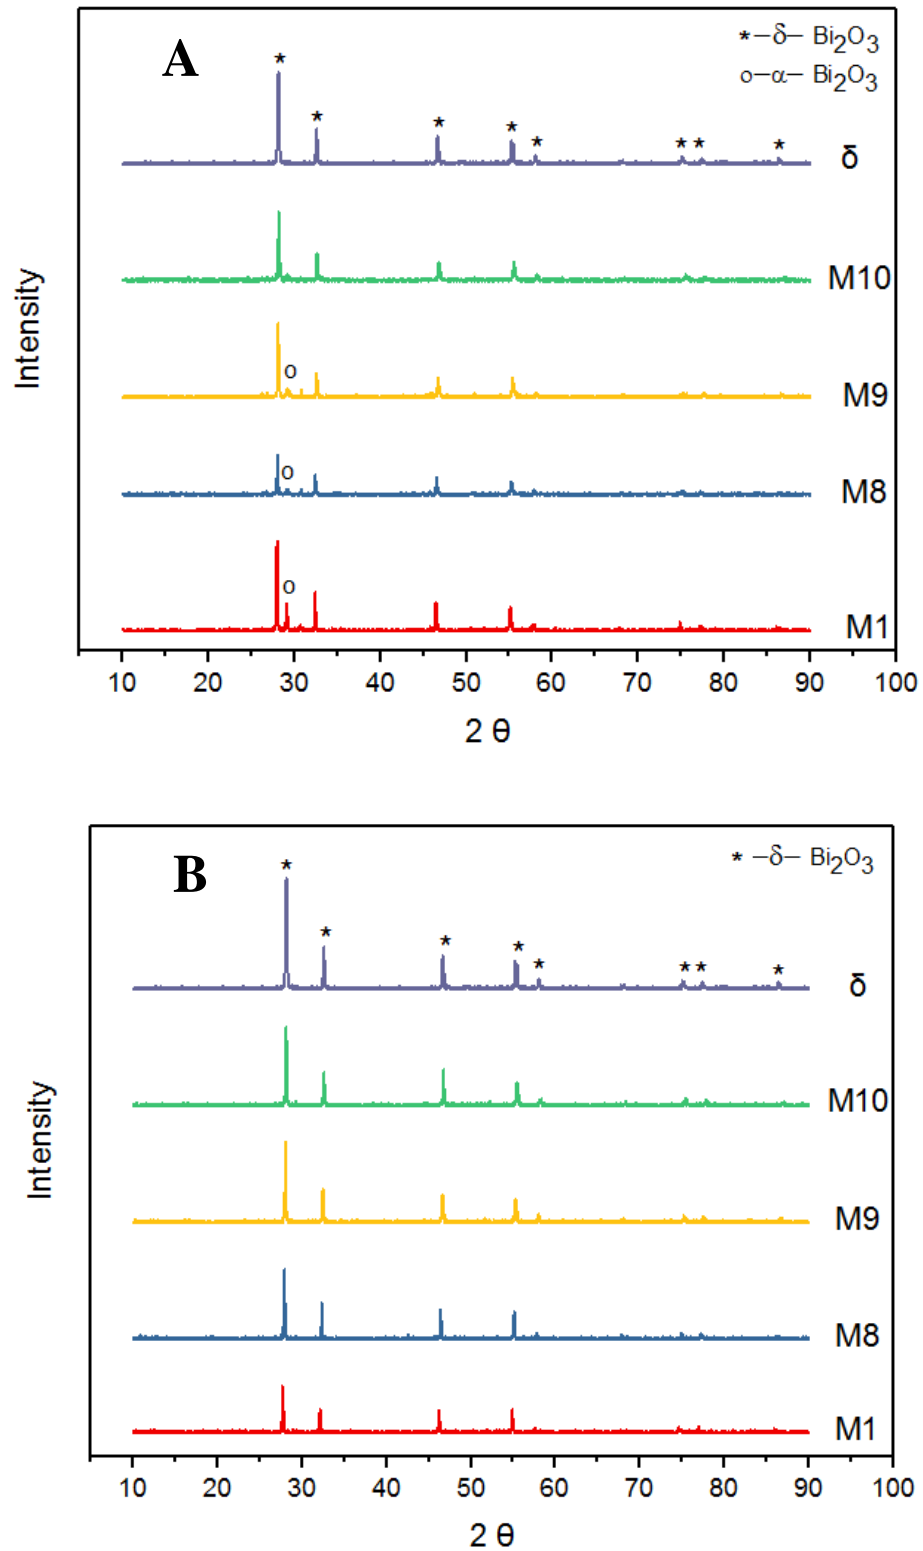 A
*–δ– Bi₂O₃
o–α– Bi₂O₃
* * * * * * * *
δ
M10
o
M9
o
M8
o
M1
Intensity
10 20 30 40 50 60 70 80 90 100
2 θ
B
* –δ– Bi₂O₃
* * * * * * * *
δ
M10
M9
M8
M1
Intensity
10 20 30 40 50 60 70 80 90 100
2 θ